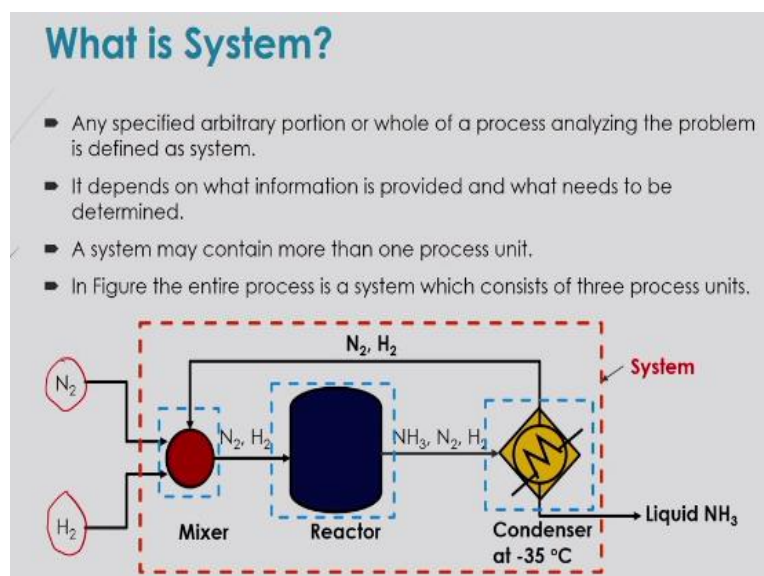 What is System?
Any specified arbitrary portion or whole of a process analyzing the problem
is defined as system.
It depends on what information is provided and what needs to be
determined.
A system may contain more than one process unit.
In Figure the entire process is a system which consists of three process units.
N₂, H₂
System
N₂
N₂, H₂
NH₃, N₂, H₂
H₂
Mixer
Reactor
Condenser
at -35 °C
Liquid NH₃